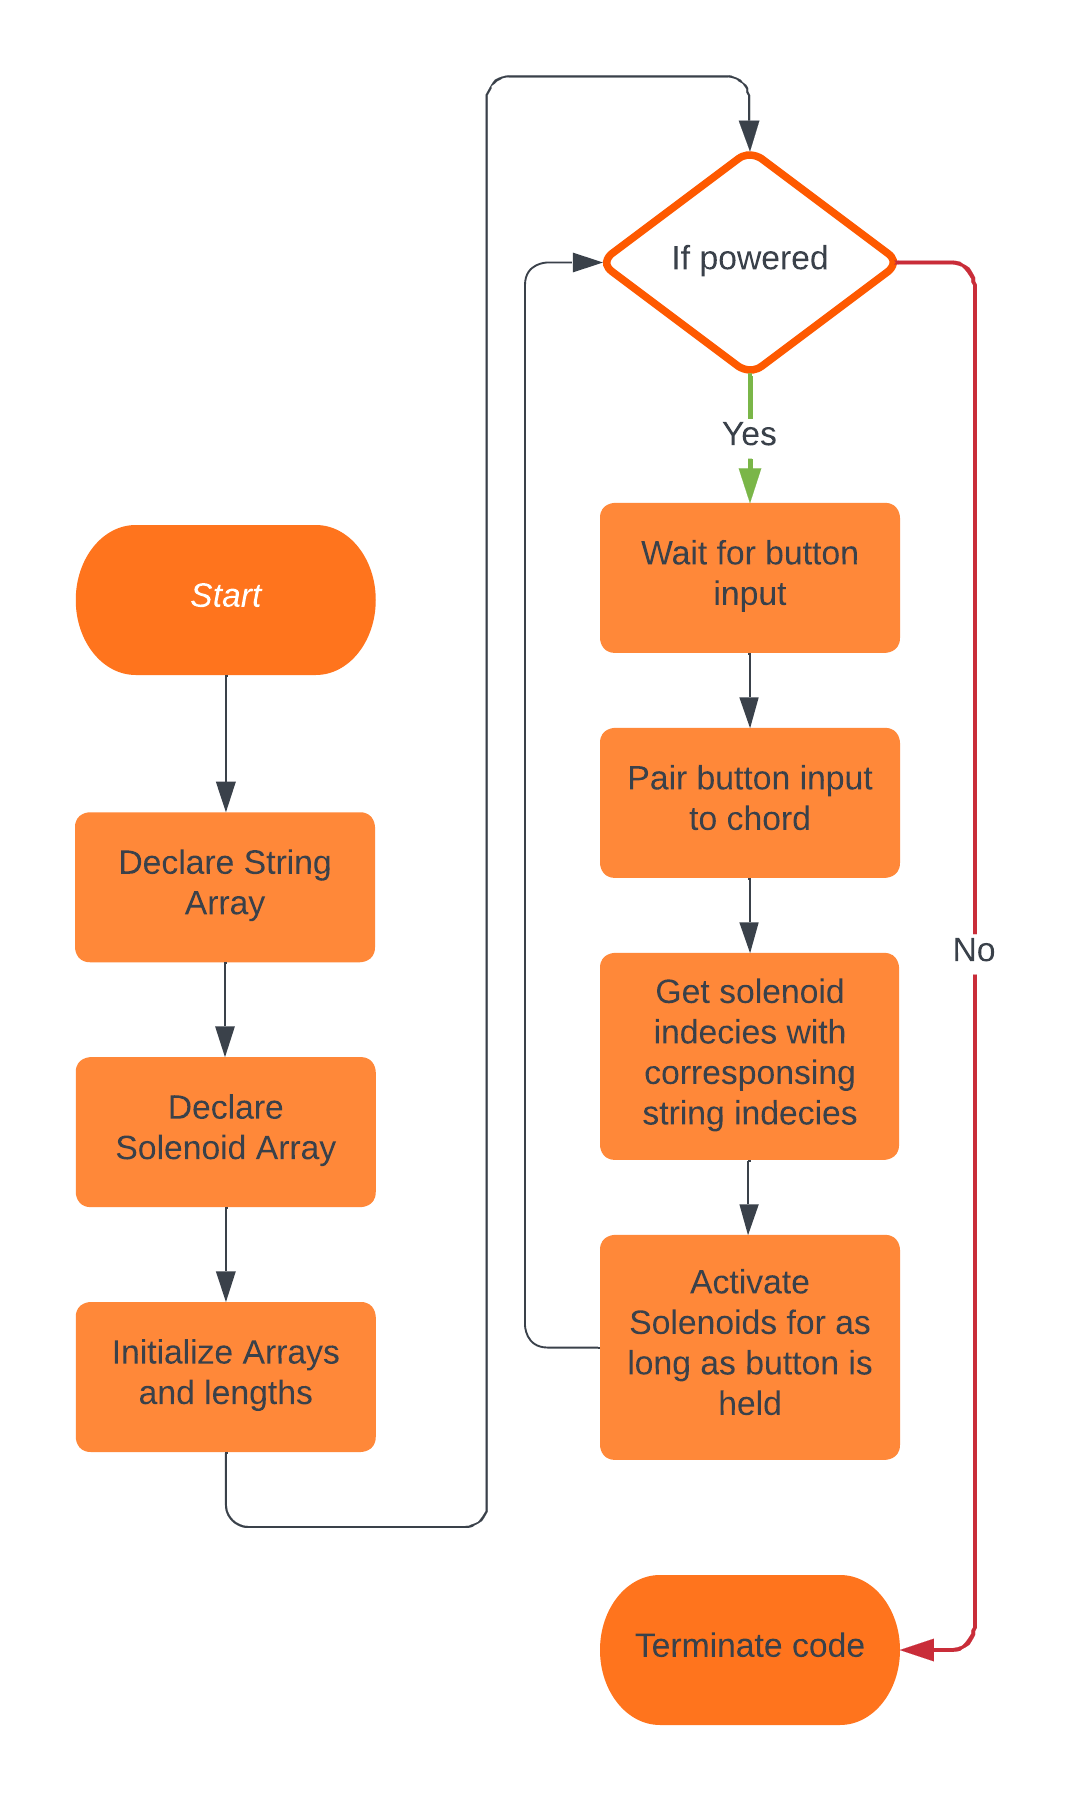 Start
Declare String
Array
Declare
Solenoid Array
Initialize Arrays
and lengths
If powered
Yes
Wait for button
input
Pair button input
to chord
Get solenoid
indecies with
corresponsing
string indecies
Activate
Solenoids for as
long as button is
held
No
Terminate code